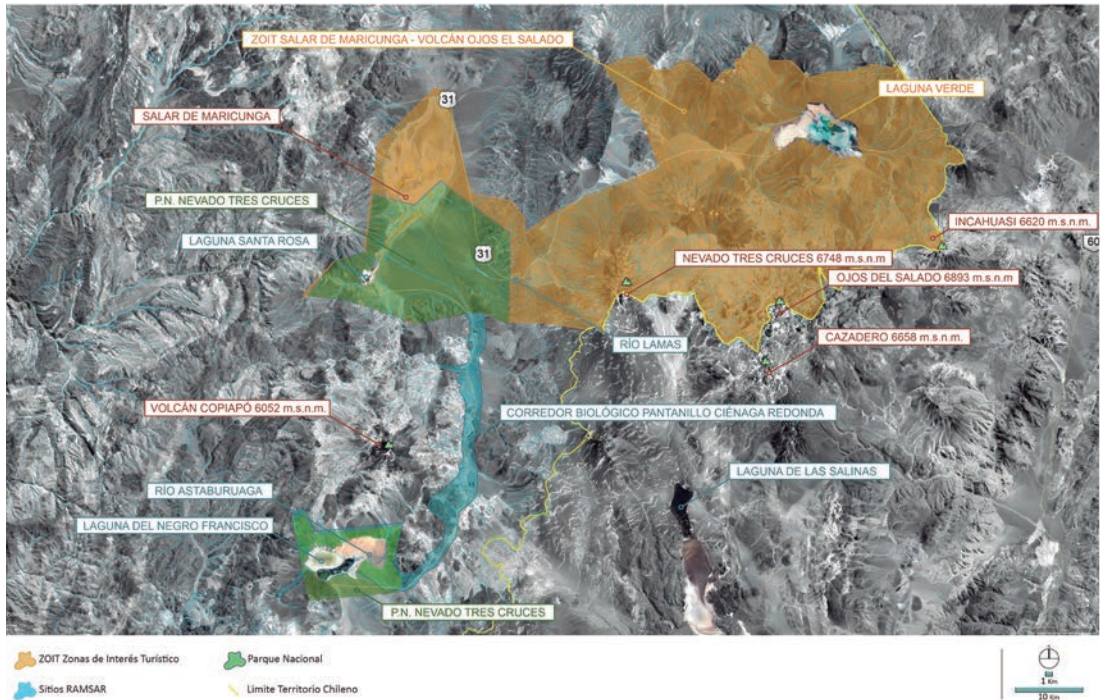 ZOIT SALAR DE MARICUNGA - VOLCÁN OJOS EL SALADO
LAGUNA VERDE
31
SALAR DE MARICUNGA
P.N. NEVADO TRES CRUCES
INCAHUASI 6620 m.s.n.m.
LAGUNA SANTA ROSA
31
60
NEVADO TRES CRUCES 6748 m.s.n.m
OJOS DEL SALADO 6893 m.s.n.m
RÍO LAMAS
CAZADERO 6658 m.s.n.m.
VOLCÁN COPIAPÓ 6052 m.s.n.m.
CORREDOR BIOLÓGICO PANTANILLO CIÉNAGA REDONDA
LAGUNA DE LAS SALINAS
RÍO ASTABURUAGA
LAGUNA DEL NEGRO FRANCISCO
P.N. NEVADO TRES CRUCES
ZOIT Zonas de Interés Turístico
Parque Nacional
Sitios RAMSAR
Limite Territorio Chileno
1 Km
10 Km